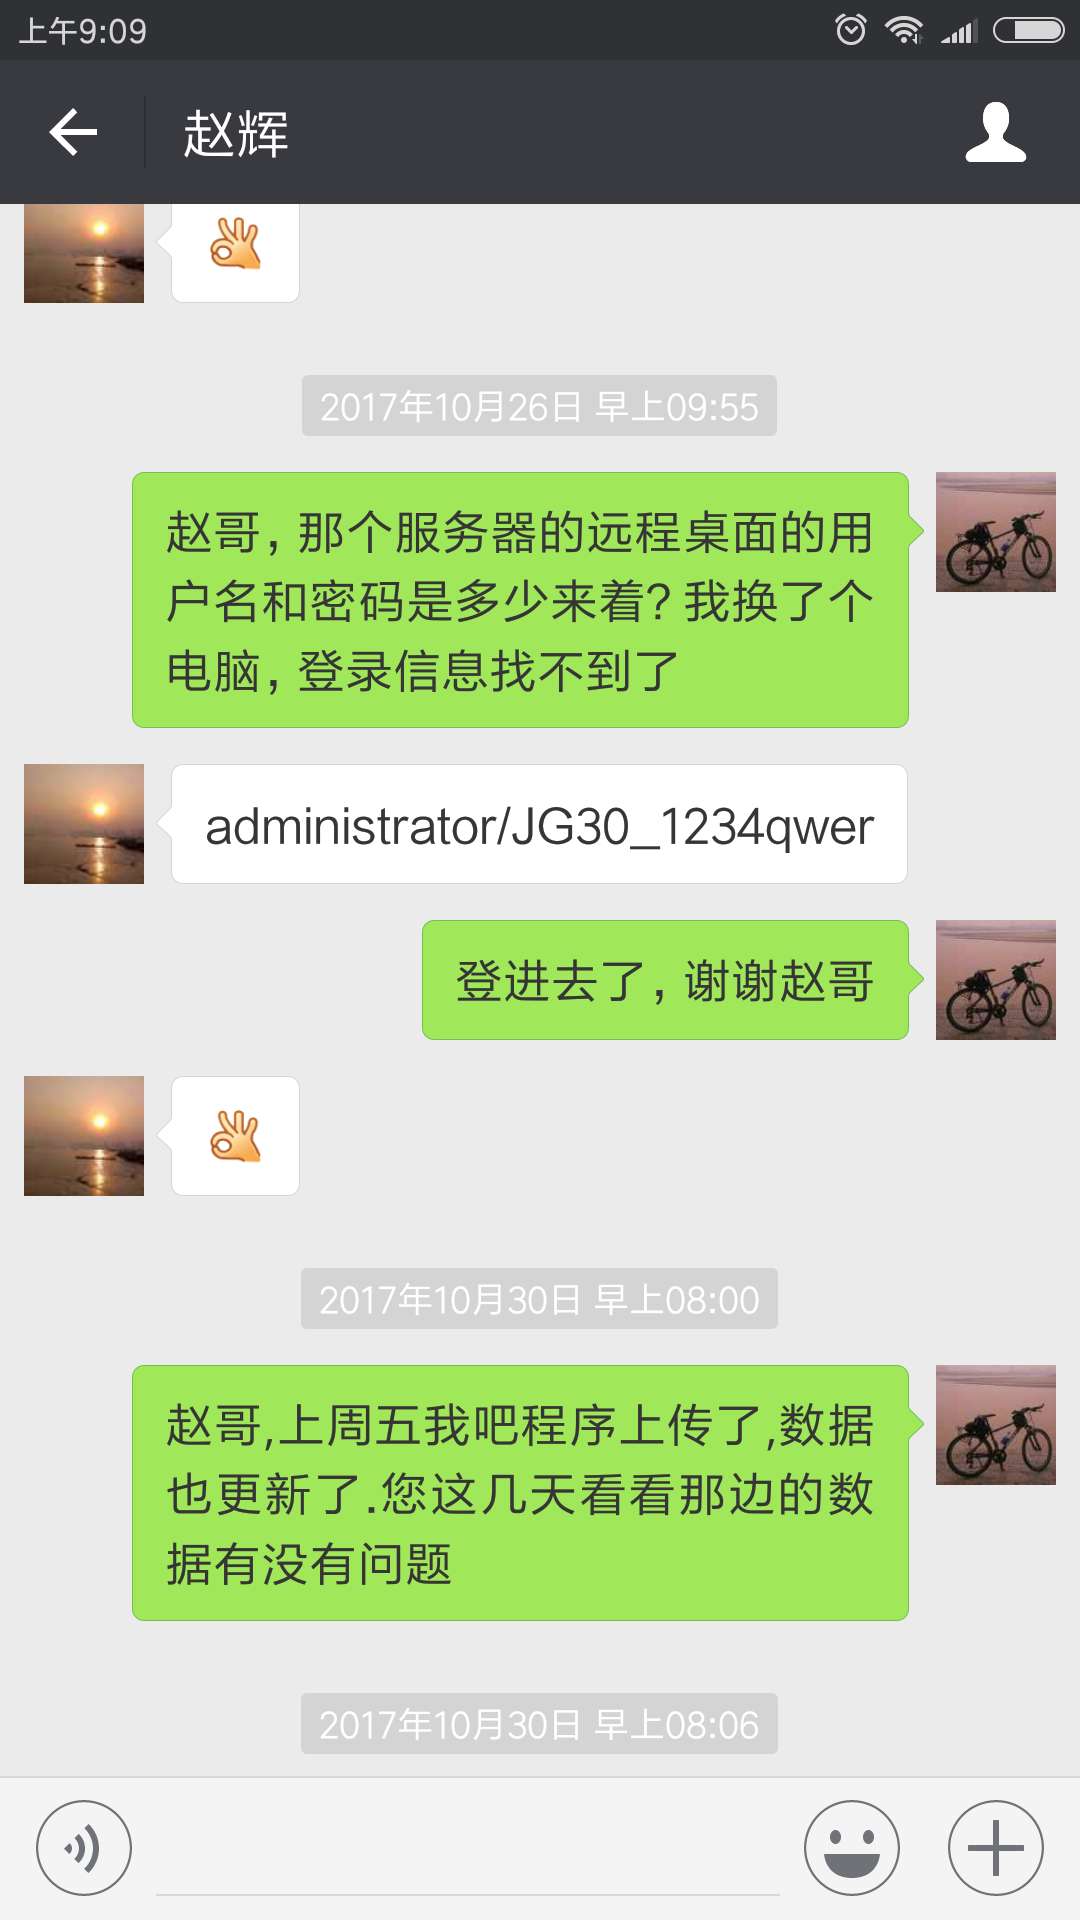 上午9:09
赵辉
2017年10月26日 早上09:55
赵哥，那个服务器的远程桌面的用
户名和密码是多少来着？我换了个
电脑，登录信息找不到了
administrator/JG30_1234qwer
登进去了，谢谢赵哥
2017年10月30日 早上08:00
赵哥,上周五我吧程序上传了,数据
也更新了.您这几天看看那边的数
据有没有问题
2017年10月30日 早上08:06